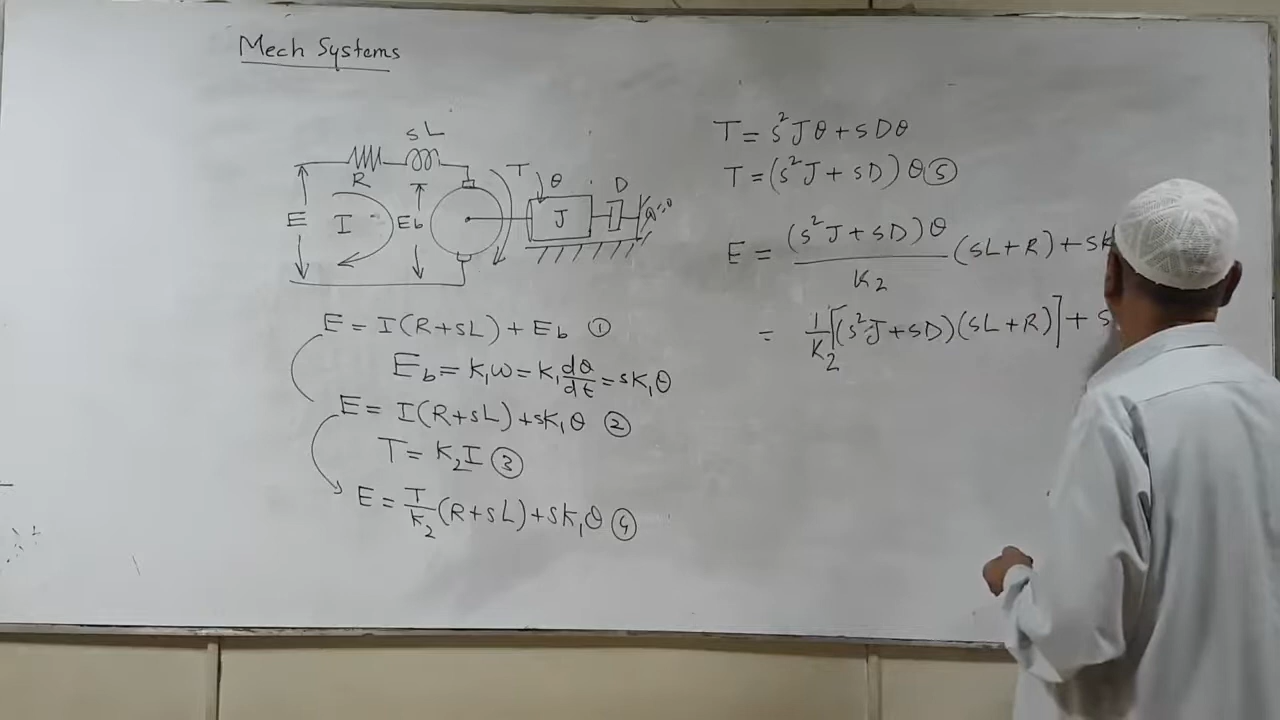 Mech Systems
sL
R
E
I
Eb
T
θ
J
D
E = I(R+sL) + Eb ①
Eb = K₁ω = K₁ dθ/dt = sK₁θ
E = I(R+sL) + sK₁θ ②
T = K₂I ③
E = T/K₂ (R+sL) + sK₁θ ④
T = s²Jθ + sDθ
T = (s²J + sD) θ ⑤
E = (s²J + sD)θ / K₂ (sL+R) + sK
= 1/K₂ [(s²J + sD)(sL+R)] + s